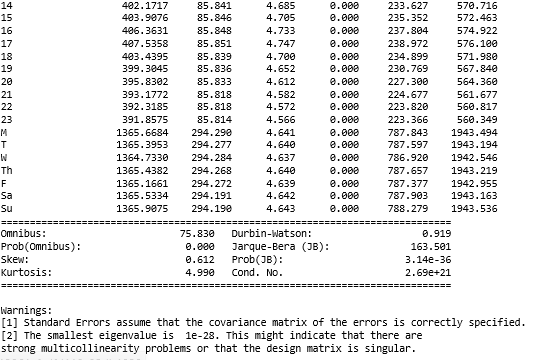 14 402.1717 85.841 4.685 0.000 233.627 570.716
15 403.9076 85.846 4.705 0.000 235.352 572.463
16 406.3631 85.848 4.733 0.000 237.804 574.922
17 407.5358 85.851 4.747 0.000 238.972 576.100
18 403.4395 85.839 4.700 0.000 234.899 571.980
19 399.3045 85.836 4.652 0.000 230.769 567.840
20 395.8302 85.833 4.612 0.000 227.300 564.360
21 393.1772 85.818 4.582 0.000 224.677 561.677
22 392.3185 85.818 4.572 0.000 223.820 560.817
23 391.8575 85.814 4.566 0.000 223.366 560.349
M 1365.6684 294.290 4.641 0.000 787.843 1943.494
T 1365.3953 294.277 4.640 0.000 787.597 1943.194
W 1364.7330 294.284 4.637 0.000 786.920 1942.546
Th 1365.4382 294.268 4.640 0.000 787.657 1943.219
F 1365.1661 294.272 4.639 0.000 787.377 1942.955
Sa 1365.5334 294.191 4.642 0.000 787.903 1943.163
Su 1365.9075 294.190 4.643 0.000 788.279 1943.536
==============================================================================
Omnibus: 75.830 Durbin-Watson: 0.919
Prob(Omnibus): 0.000 Jarque-Bera (JB): 163.501
Skew: 0.612 Prob(JB): 3.14e-36
Kurtosis: 4.990 Cond. No. 2.69e+21
==============================================================================
Warnings:
[1] Standard Errors assume that the covariance matrix of the errors is correctly specified.
[2] The smallest eigenvalue is 1e-28. This might indicate that there are
strong multicollinearity problems or that the design matrix is singular.